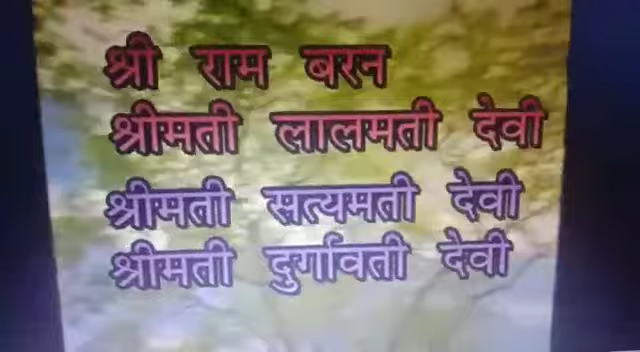 श्री राम बरन
श्रीमती लालमती देवी
श्रीमती सत्यमती देवी
श्रीमती दुर्गावती देवी